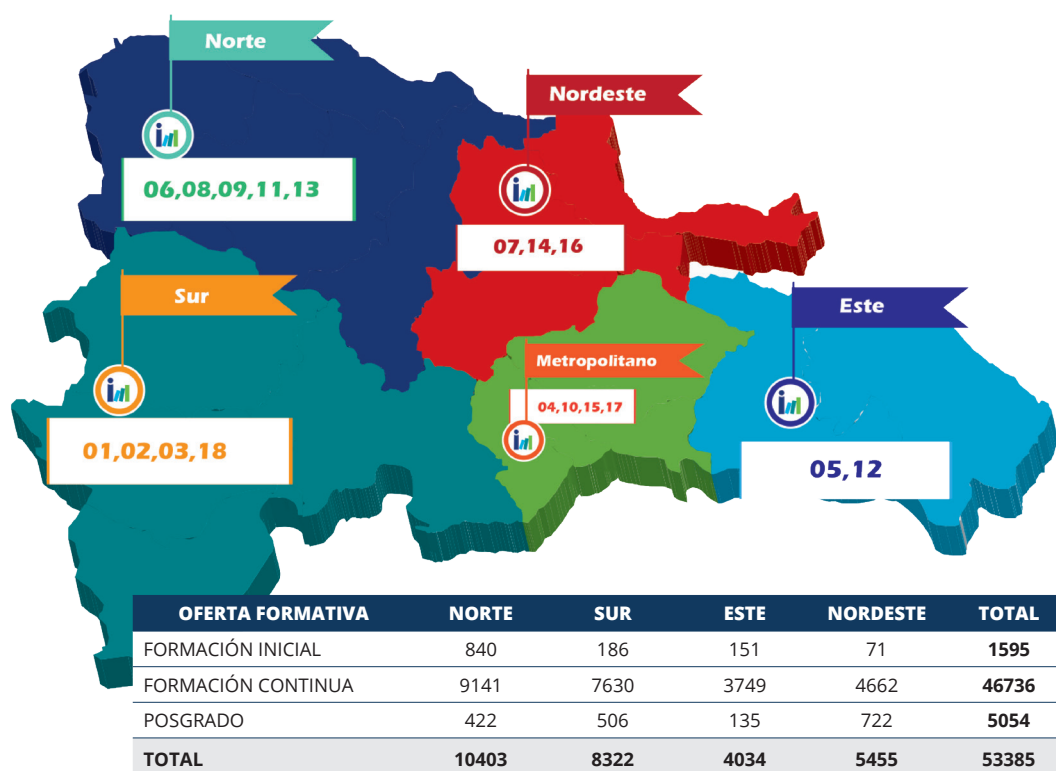 Norte
06,08,09,11,13
Nordeste
07,14,16
Sur
01,02,03,18
Metropolitano
04,10,15,17
Este
05,12
OFERTA FORMATIVA NORTE SUR ESTE NORDESTE TOTAL
FORMACIÓN INICIAL 840 186 151 71 1595
FORMACIÓN CONTINUA 9141 7630 3749 4662 46736
POSGRADO 422 506 135 722 5054
TOTAL 10403 8322 4034 5455 53385